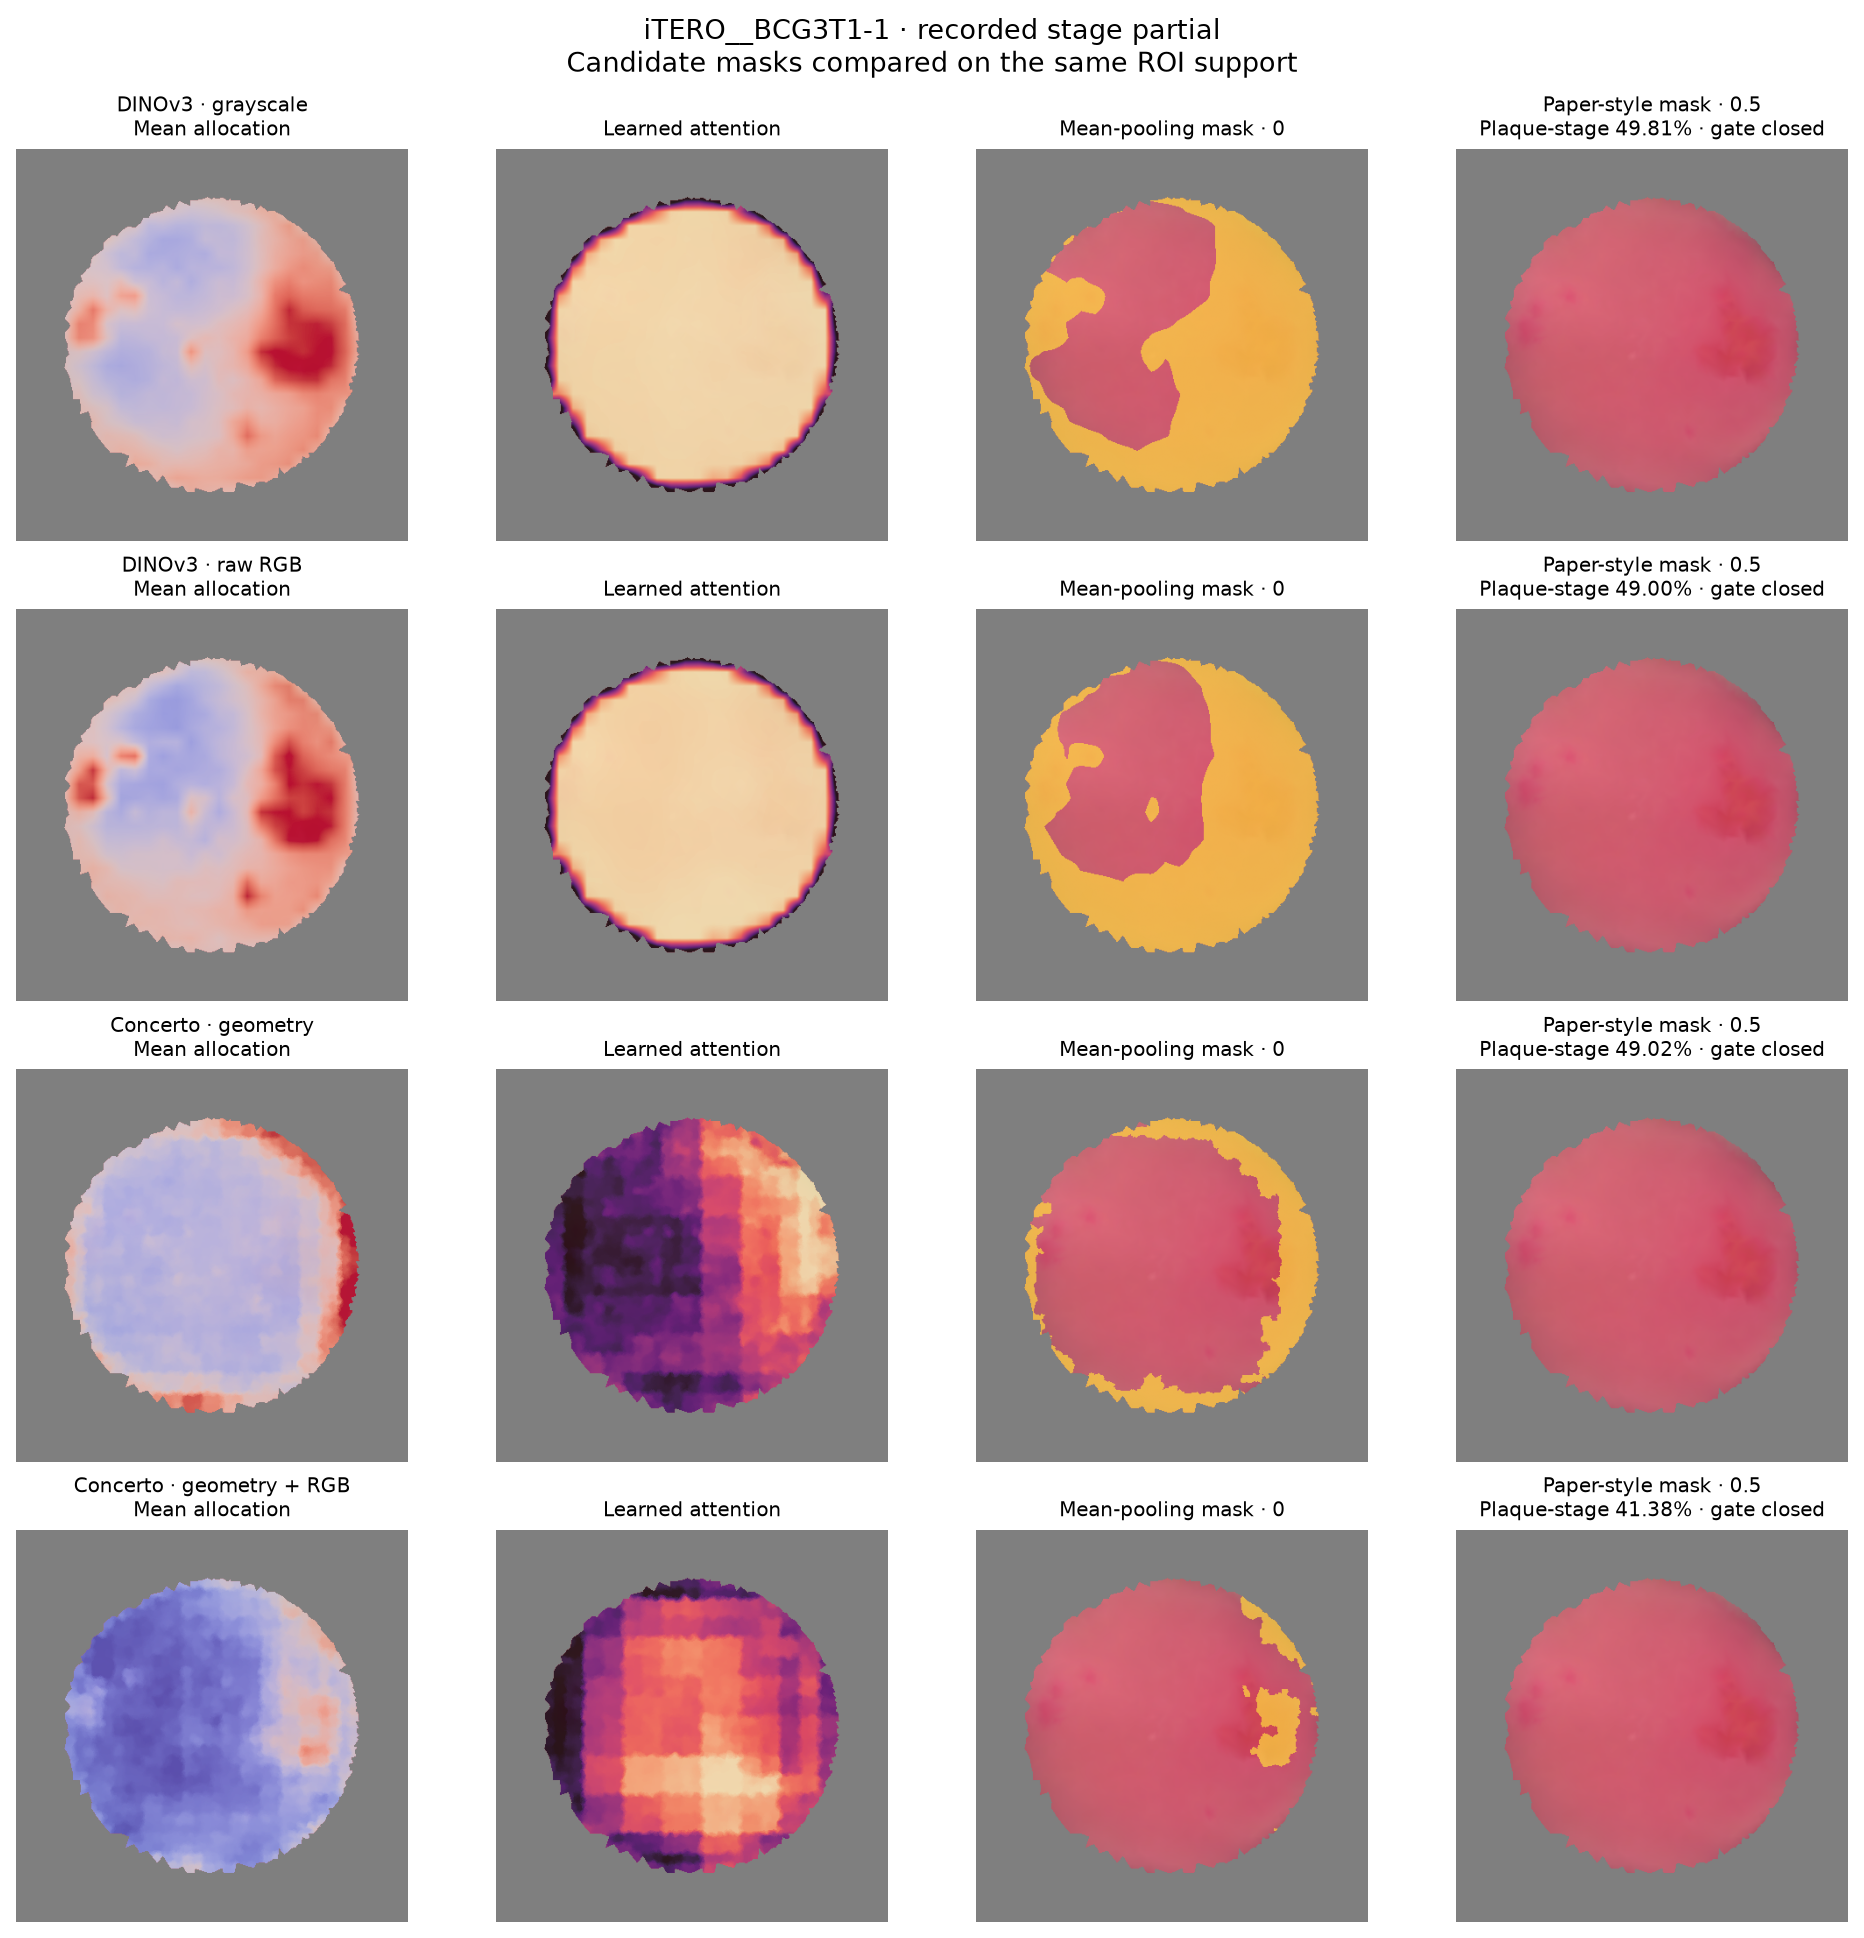 iTERO__BCG3T1-1 · recorded stage partial
Candidate masks compared on the same ROI support
DINOv3 · grayscale
Mean allocation
Learned attention
Mean-pooling mask · 0
Paper-style mask · 0.5
Plaque-stage 49.81% · gate closed
DINOv3 · raw RGB
Mean allocation
Learned attention
Mean-pooling mask · 0
Paper-style mask · 0.5
Plaque-stage 49.00% · gate closed
Concerto · geometry
Mean allocation
Learned attention
Mean-pooling mask · 0
Paper-style mask · 0.5
Plaque-stage 49.02% · gate closed
Concerto · geometry + RGB
Mean allocation
Learned attention
Mean-pooling mask · 0
Paper-style mask · 0.5
Plaque-stage 41.38% · gate closed